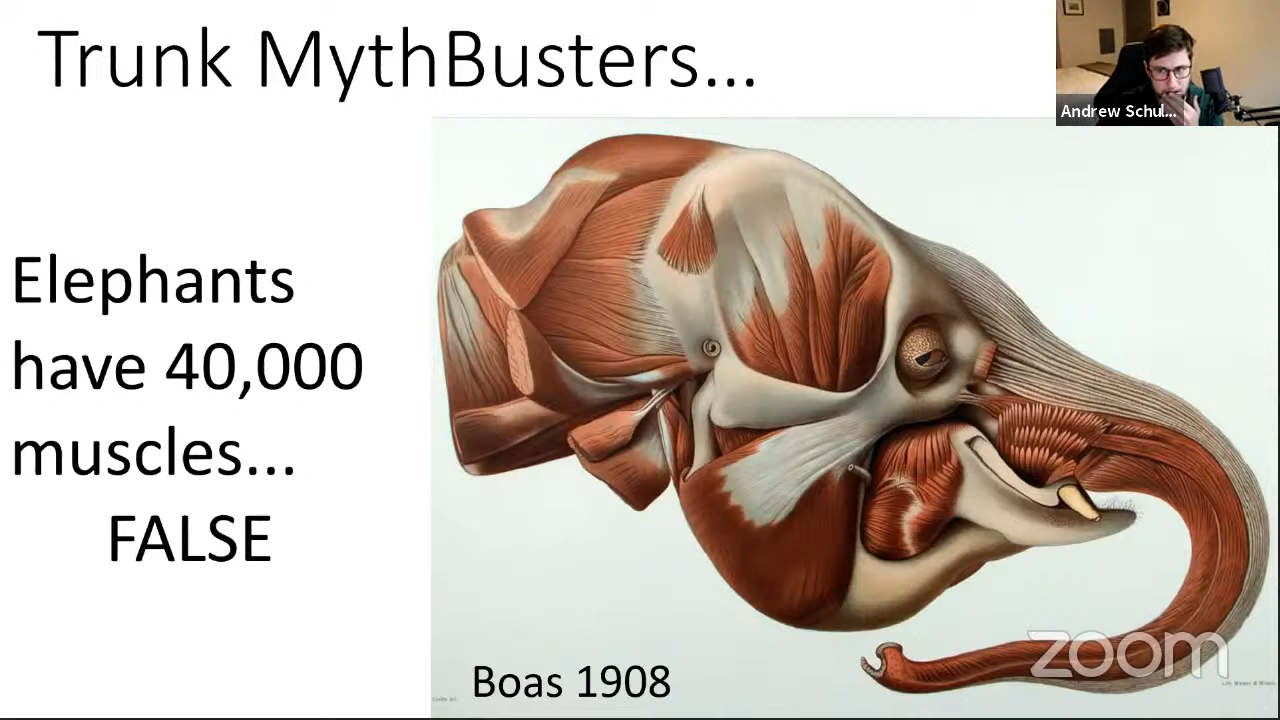 Trunk MythBusters...
Andrew Schul...
Elephants
have 40,000
muscles...
FALSE
Boas 1908
zoom